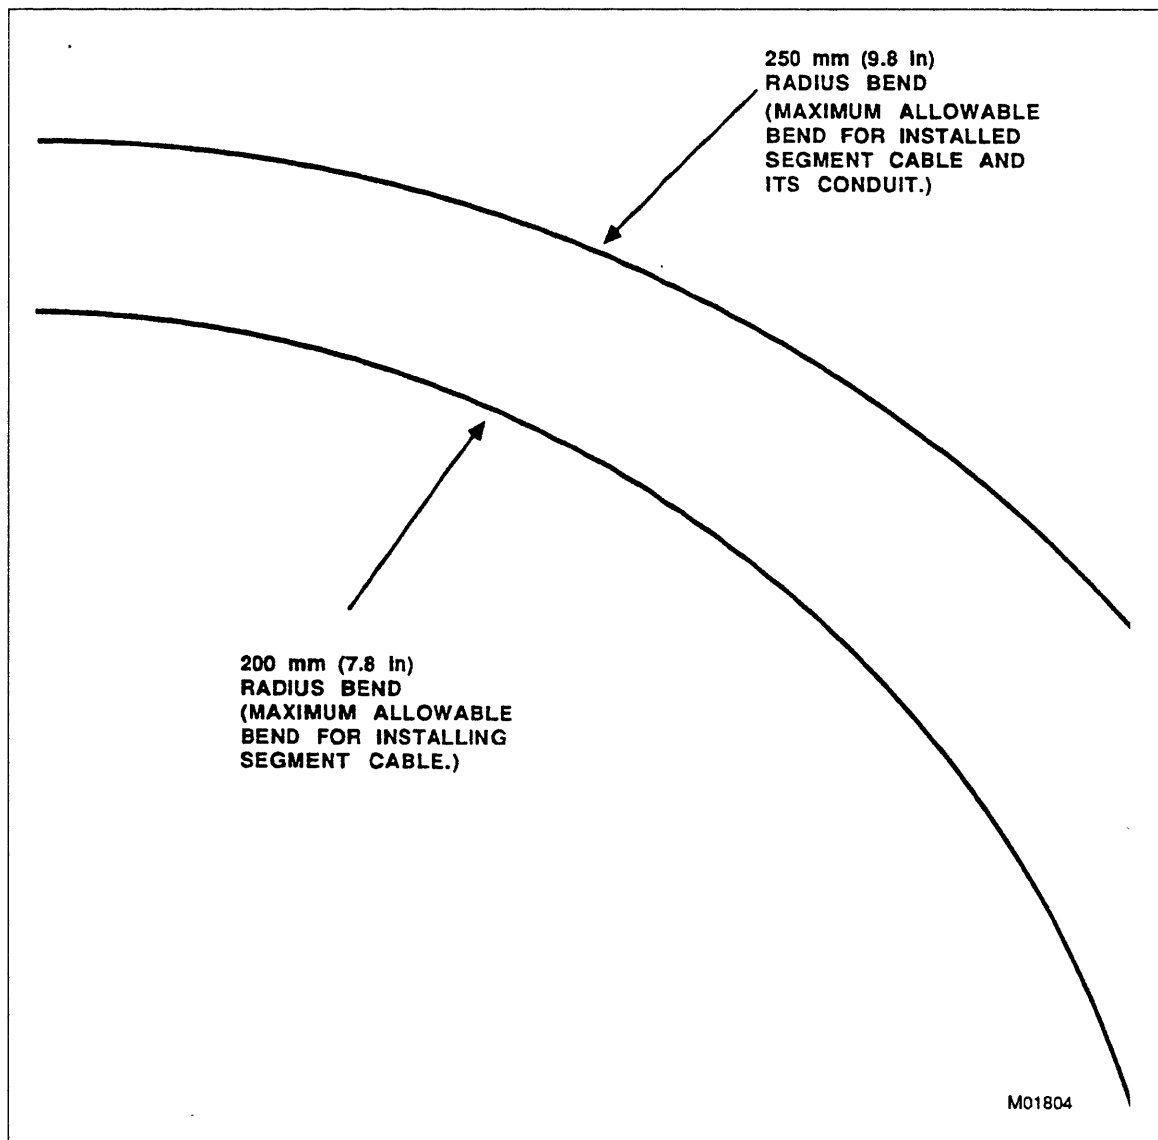 250 mm (9.8 in)
RADIUS BEND
(MAXIMUM ALLOWABLE
BEND FOR INSTALLED
SEGMENT CABLE AND
ITS CONDUIT.)
200 mm (7.8 in)
RADIUS BEND
(MAXIMUM ALLOWABLE
BEND FOR INSTALLING
SEGMENT CABLE.)
M01804